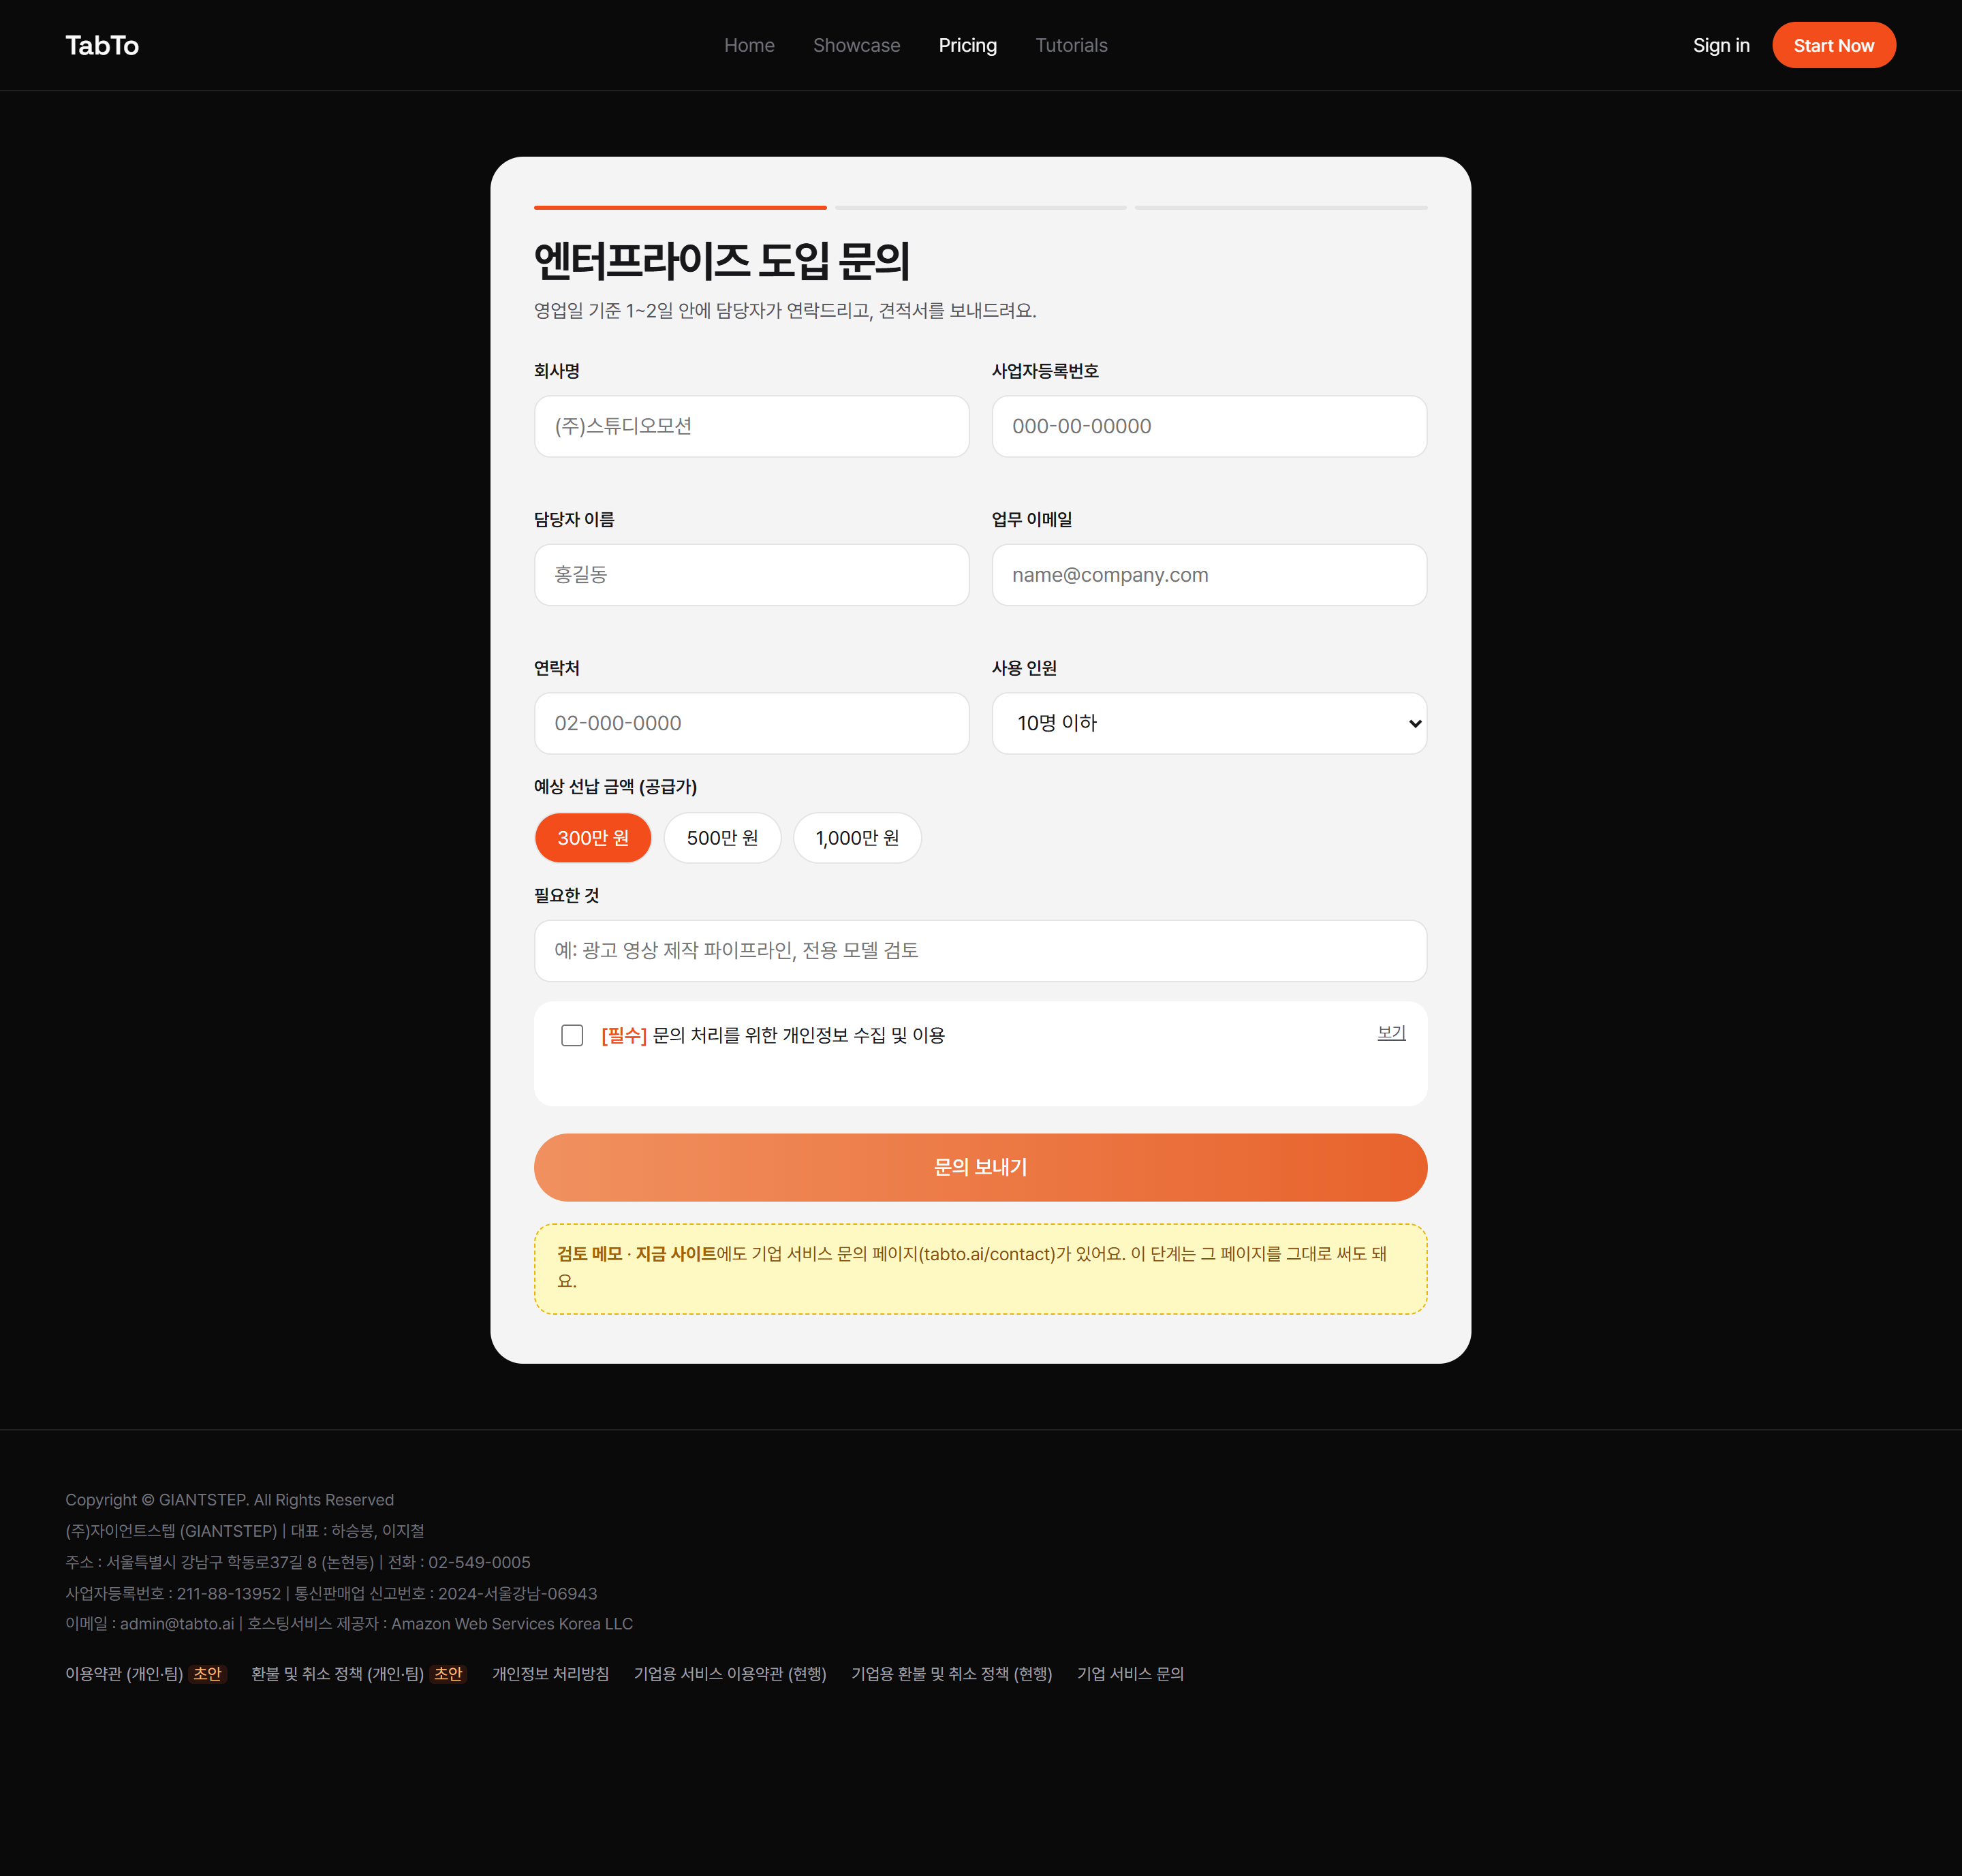 TabTo
Home
Showcase
Pricing
Tutorials
Sign in
Start Now
엔터프라이즈 도입 문의
영업일 기준 1~2일 안에 담당자가 연락드리고, 견적서를 보내드려요.
회사명
사업자등록번호
(주)스튜디오모션
000-00-00000
담당자 이름
업무 이메일
홍길동
name@company.com
연락처
사용 인원
02-000-0000
10명 이하
예상 선납 금액 (공급가)
300만 원
500만 원
1,000만 원
필요한 것
예: 광고 영상 제작 파이프라인, 전용 모델 검토
[필수] 문의 처리를 위한 개인정보 수집 및 이용
보기
문의 보내기
검토 메모 · 지금 사이트에도 기업 서비스 문의 페이지(tabto.ai/contact)가 있어요. 이 단계는 그 페이지를 그대로 써도 돼
요.
Copyright © GIANTSTEP. All Rights Reserved
(주)자이언트스텝 (GIANTSTEP) | 대표 : 하승봉, 이지철
주소 : 서울특별시 강남구 학동로37길 8 (논현동) | 전화 : 02-549-0005
사업자등록번호 : 211-88-13952 | 통신판매업 신고번호 : 2024-서울강남-06943
이메일 : admin@tabto.ai | 호스팅서비스 제공자 : Amazon Web Services Korea LLC
이용약관 (개인·팀) 초안
환불 및 취소 정책 (개인·팀) 초안
개인정보 처리방침
기업용 서비스 이용약관 (현행)
기업용 환불 및 취소 정책 (현행)
기업 서비스 문의